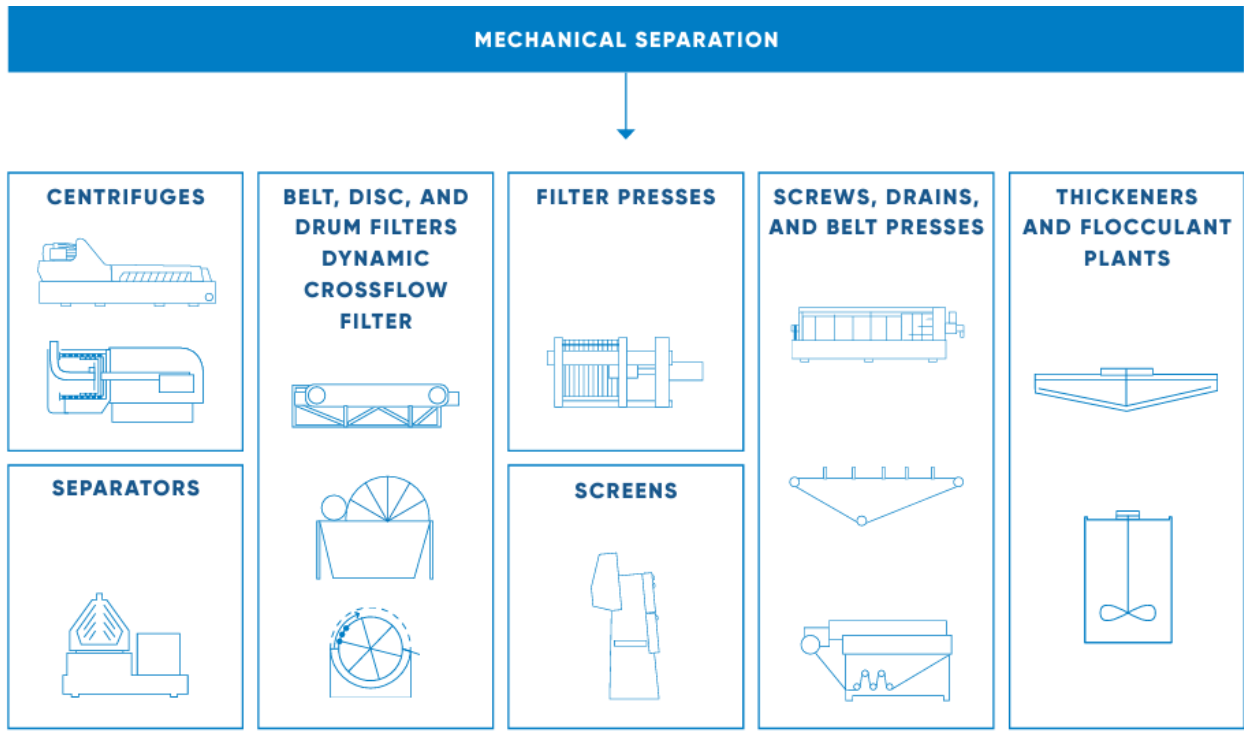 MECHANICAL SEPARATION
CENTRIFUGES
SEPARATORS
BELT, DISC, AND
DRUM FILTERS
DYNAMIC
CROSSFLOW
FILTER
FILTER PRESSES
SCREENS
SCREWS, DRAINS,
AND BELT PRESSES
THICKENERS
AND FLOCCULANT
PLANTS